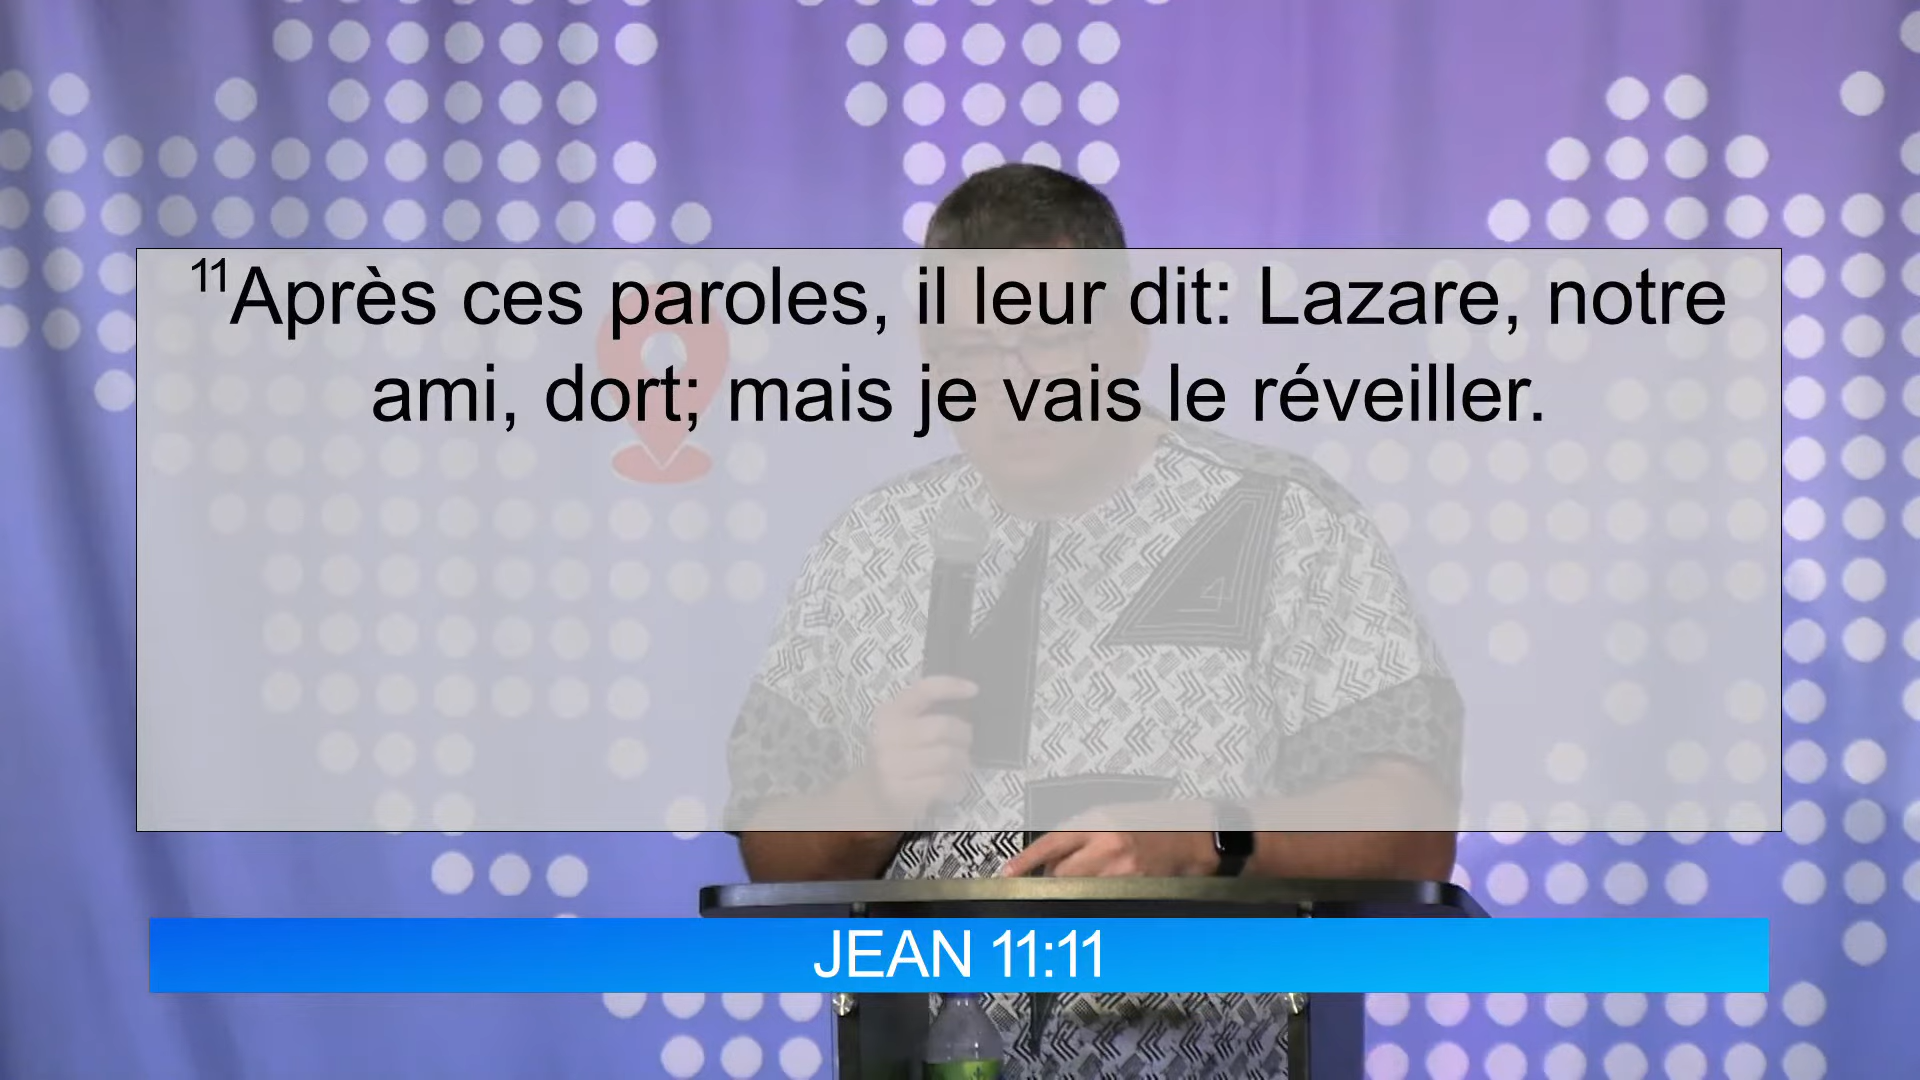 11Après ces paroles, il leur dit: Lazare, notre
ami, dort; mais je vais le réveiller.
JEAN 11:11